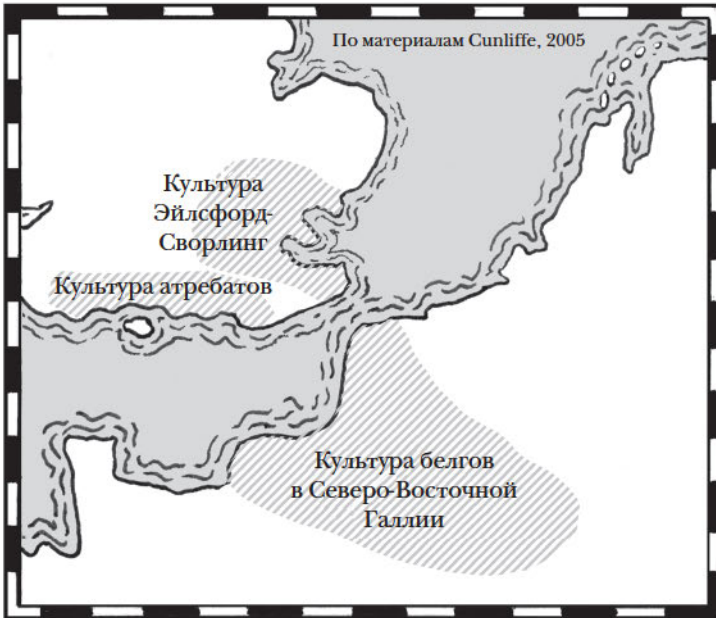 По материалам Cunliffe, 2005
Культура
Эйлсфорд-
Сворлинг
Культура атребатов
Культура белгов
в Северо-Восточной
Галлии